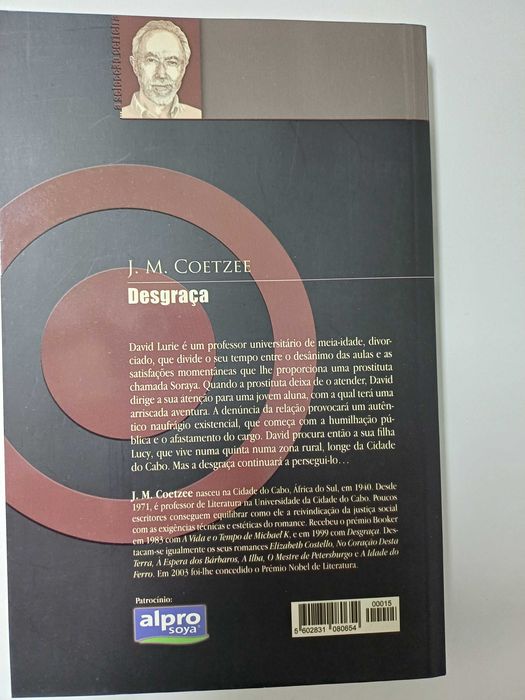 J. M. Coetzee
Desgraça
David Lurie é um professor universitário de meia-idade, divor-
ciado, que divide o seu tempo entre o desânimo das aulas e as
satisfações momentâneas que lhe proporciona uma prostituta
chamada Soraya. Quando a prostituta deixa de o atender, David
dirige a sua atenção para uma jovem aluna, com a qual terá uma
arriscada aventura. A denúncia da relação provocará um autên-
tico naufrágio existencial, que começa com a humilhação pú-
blica e o afastamento do cargo. David procura então a sua filha
Lucy, que vive numa quinta numa zona rural, longe da Cidade
do Cabo. Mas a desgraça continuará a persegui-lo…
J. M. Coetzee nasceu na Cidade do Cabo, África do Sul, em 1940. Desde
1971, é professor de Literatura na Universidade da Cidade do Cabo. Poucos
escritores conseguem equilibrar como ele a reivindicação da justiça social
com as exigências técnicas e estéticas do romance. Recebeu o prémio Booker
em 1983 com A Vida e o Tempo de Michael K, e em 1999 com Desgraça. Des-
tacam-se igualmente os seus romances Elizabeth Costello, No Coração Desta
Terra, À Espera dos Bárbaros, A Ilha, O Mestre de Petersburgo e A Idade do
Ferro. Em 2003 foi-lhe concedido o Prémio Nobel de Literatura.
Patrocínio:
alpro
soya
00015
5 602831 080654